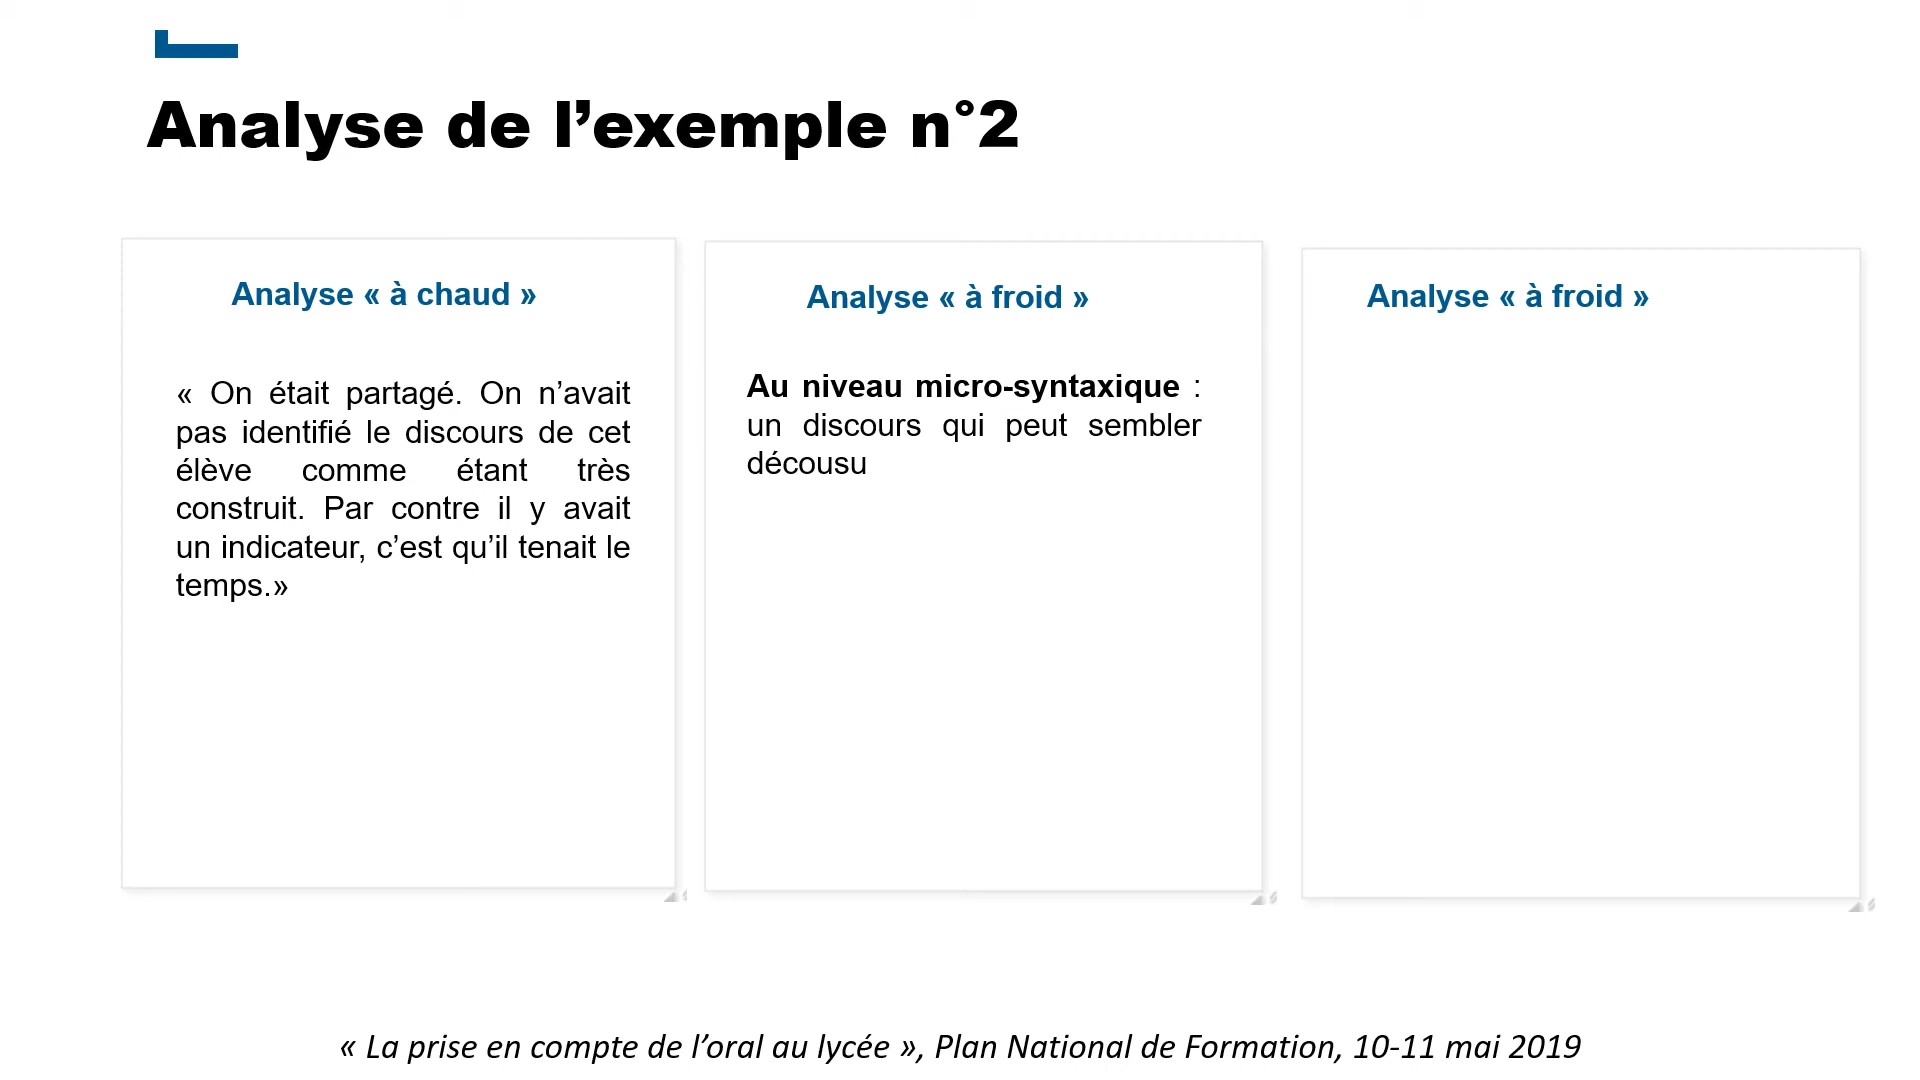 Analyse de l’exemple n°2
Analyse « à chaud »
« On était partagé. On n’avait
pas identifié le discours de cet
élève comme étant très
construit. Par contre il y avait
un indicateur, c’est qu’il tenait le
temps.»
Analyse « à froid »
Au niveau micro-syntaxique :
un discours qui peut sembler
décousu
Analyse « à froid »
« La prise en compte de l’oral au lycée », Plan National de Formation, 10-11 mai 2019